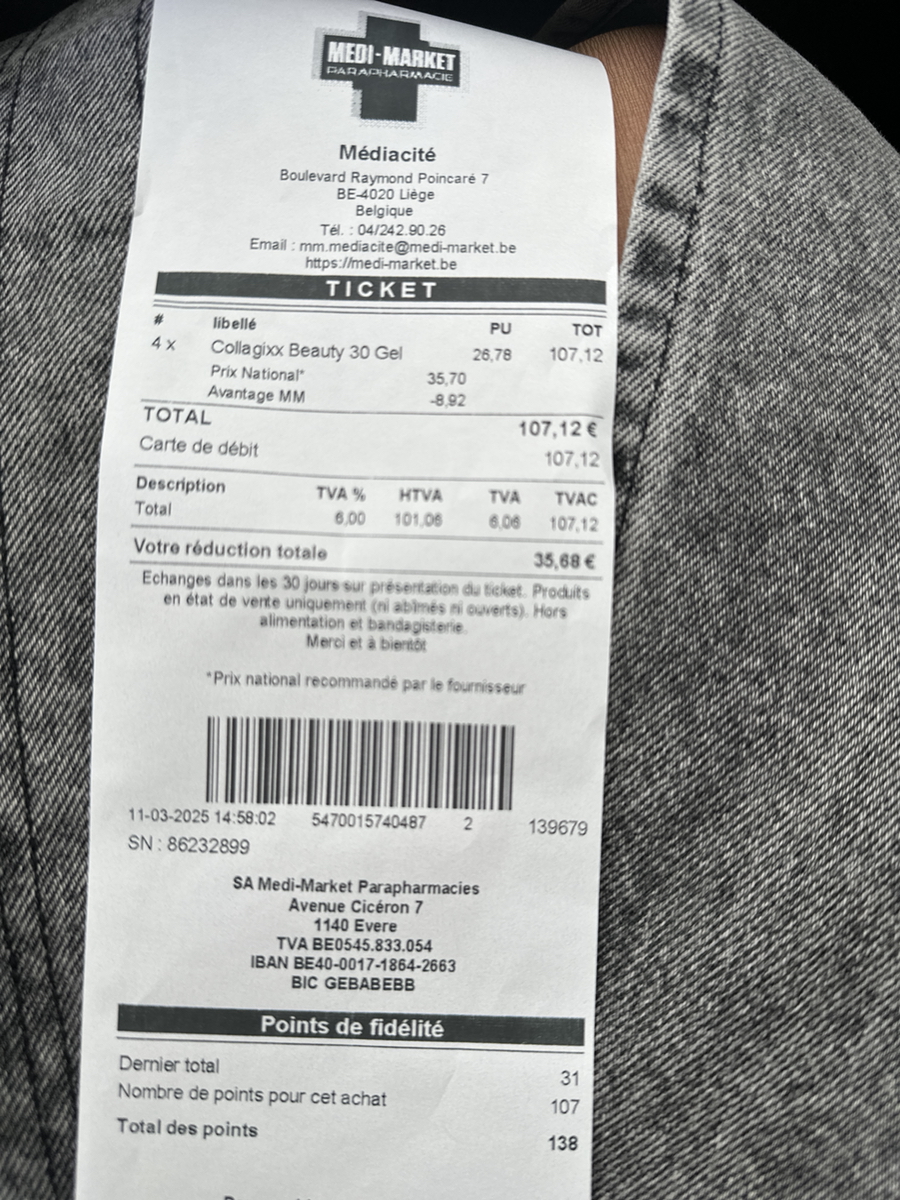 MEDI-MARKET
PARAPHARMACIE
Médiacité
Boulevard Raymond Poincaré 7
BE-4020 Liège
Belgique
Tél. : 04/242.90.26
Email : mm.mediacite@medi-market.be
https://medi-market.be
TICKET
# libellé PU TOT
4 x Collagixx Beauty 30 Gel 26,78 107,12
Prix National* 35,70
Avantage MM -8,92
TOTAL 107,12 €
Carte de débit 107,12
Description TVA % HTVA TVA TVAC
Total 6,00 101,06 6,06 107,12
Votre réduction totale 35,68 €
Echanges dans les 30 jours sur présentation du ticket. Produits
en état de vente uniquement (ni abîmés ni ouverts). Hors
alimentation et bandagisterie.
Merci et à bientôt
*Prix national recommandé par le fournisseur
11-03-2025 14:58:02 5470015740487 2 139679
SN : 86232899
SA Medi-Market Parapharmacies
Avenue Cicéron 7
1140 Evere
TVA BE0545.833.054
IBAN BE40-0017-1864-2663
BIC GEBABEBB
Points de fidélité
Dernier total 31
Nombre de points pour cet achat 107
Total des points 138